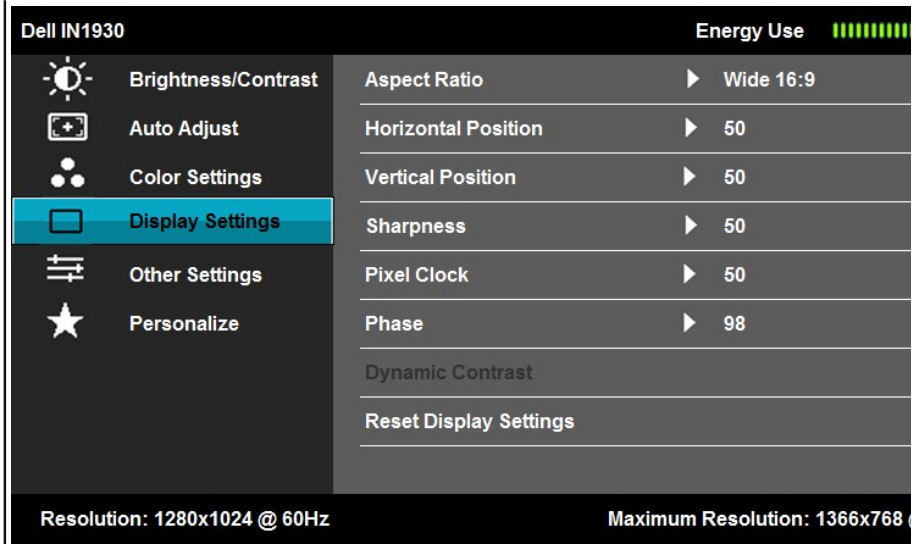 Dell IN1930 Energy Use
Brightness/Contrast Aspect Ratio Wide 16:9
Auto Adjust Horizontal Position 50
Color Settings Vertical Position 50
Display Settings Sharpness 50
Other Settings Pixel Clock 50
Personalize Phase 98
Dynamic Contrast
Reset Display Settings
Resolution: 1280x1024 @ 60Hz Maximum Resolution: 1366x768 @